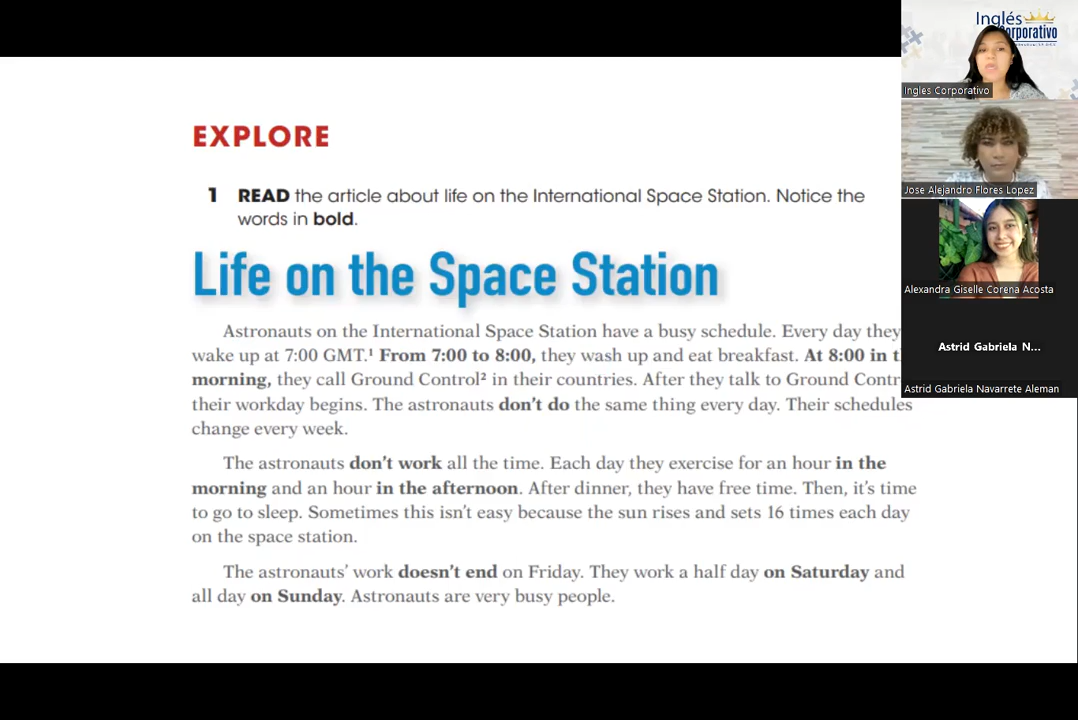 EXPLORE
1 READ the article about life on the International Space Station. Notice the
words in bold.
Life on the Space Station
Astronauts on the International Space Station have a busy schedule. Every day they
wake up at 7:00 GMT.¹ From 7:00 to 8:00, they wash up and eat breakfast. At 8:00 in
morning, they call Ground Control² in their countries. After they talk to Ground
their workday begins. The astronauts don't do the same thing every day. Their schedules
change every week.
The astronauts don't work all the time. Each day they exercise for an hour in the
morning and an hour in the afternoon. After dinner, they have free time. Then, it's time
to go to sleep. Sometimes this isn't easy because the sun rises and sets 16 times each day
on the space station.
The astronauts' work doesn't end on Friday. They work a half day on Saturday and
all day on Sunday. Astronauts are very busy people.
Inglés
Corporativo
Ingles Corporativo
Jose Alejandro Flores Lopez
Alexandra Giselle Corena Acosta
Astrid Gabriela N...
Astrid Gabriela Navarrete Aleman